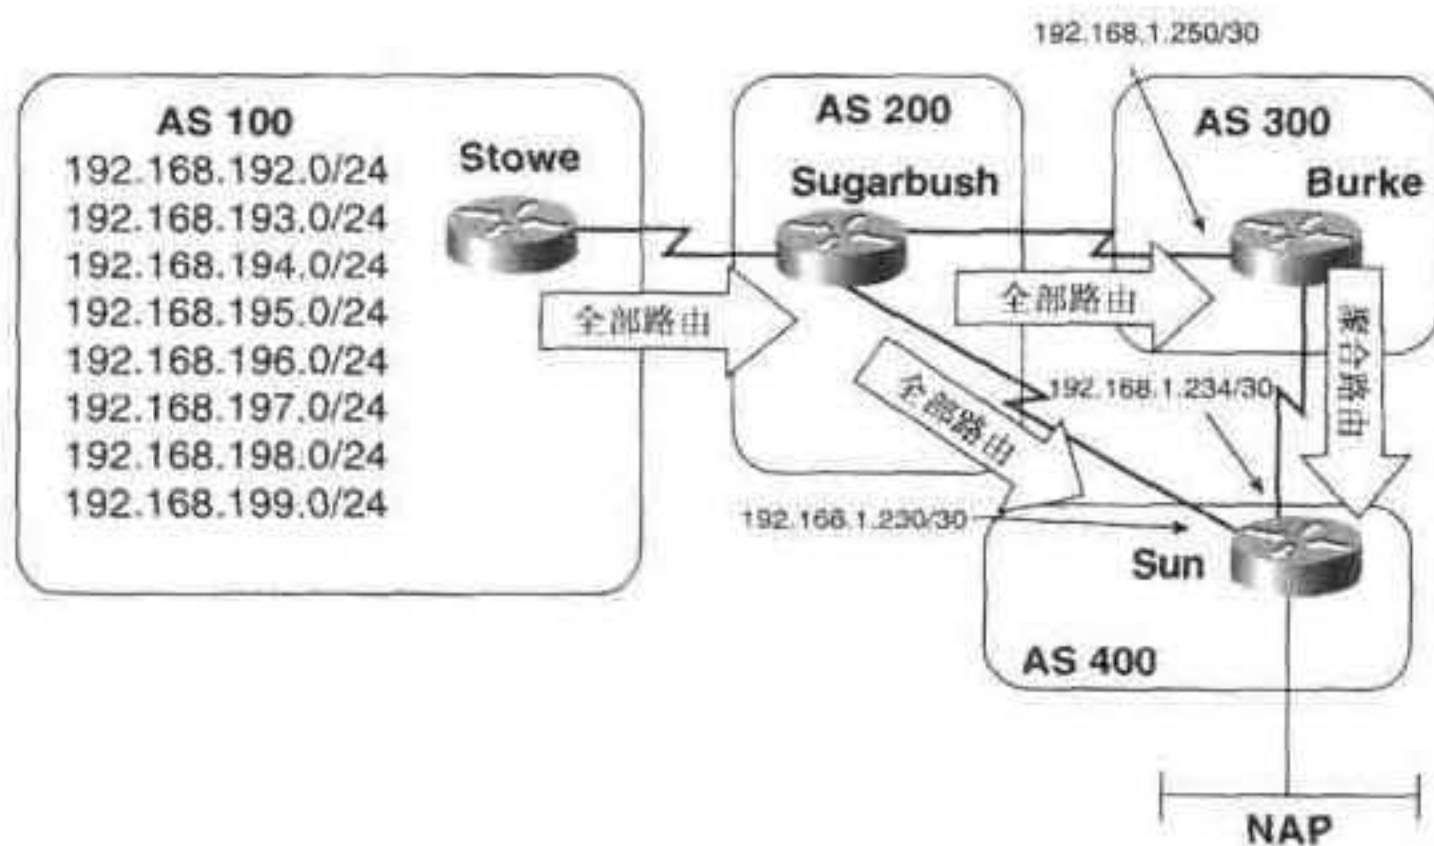 192.168.1.250/30
AS 100
192.168.192.0/24
192.168.193.0/24
192.168.194.0/24
192.168.195.0/24
192.168.196.0/24
192.168.197.0/24
192.168.198.0/24
192.168.199.0/24
Stowe
全部路由
AS 200
Sugarbush
全部路由
全部路由
AS 300
Burke
聚合路由
192.168.1.234/30
192.166.1.230/30
Sun
AS 400
NAP